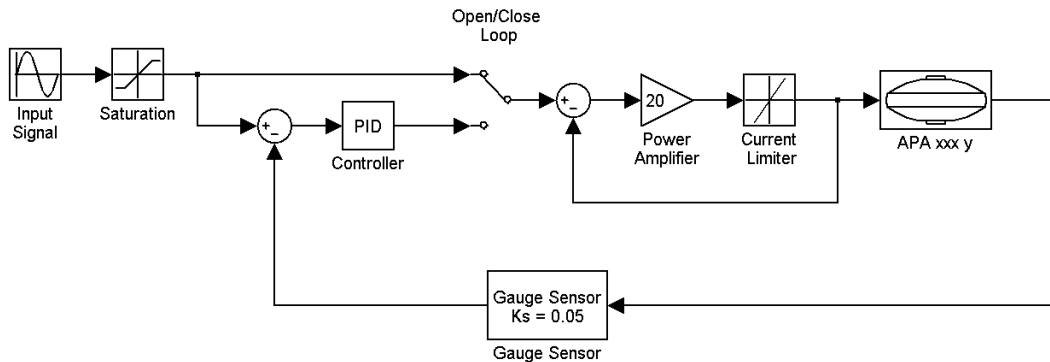 Open/Close
Loop
Input
Signal
Saturation
+
-
PID
Controller
+
-
20
Power
Amplifier
Current
Limiter
APA xxx y
Gauge Sensor
Ks = 0.05
Gauge Sensor